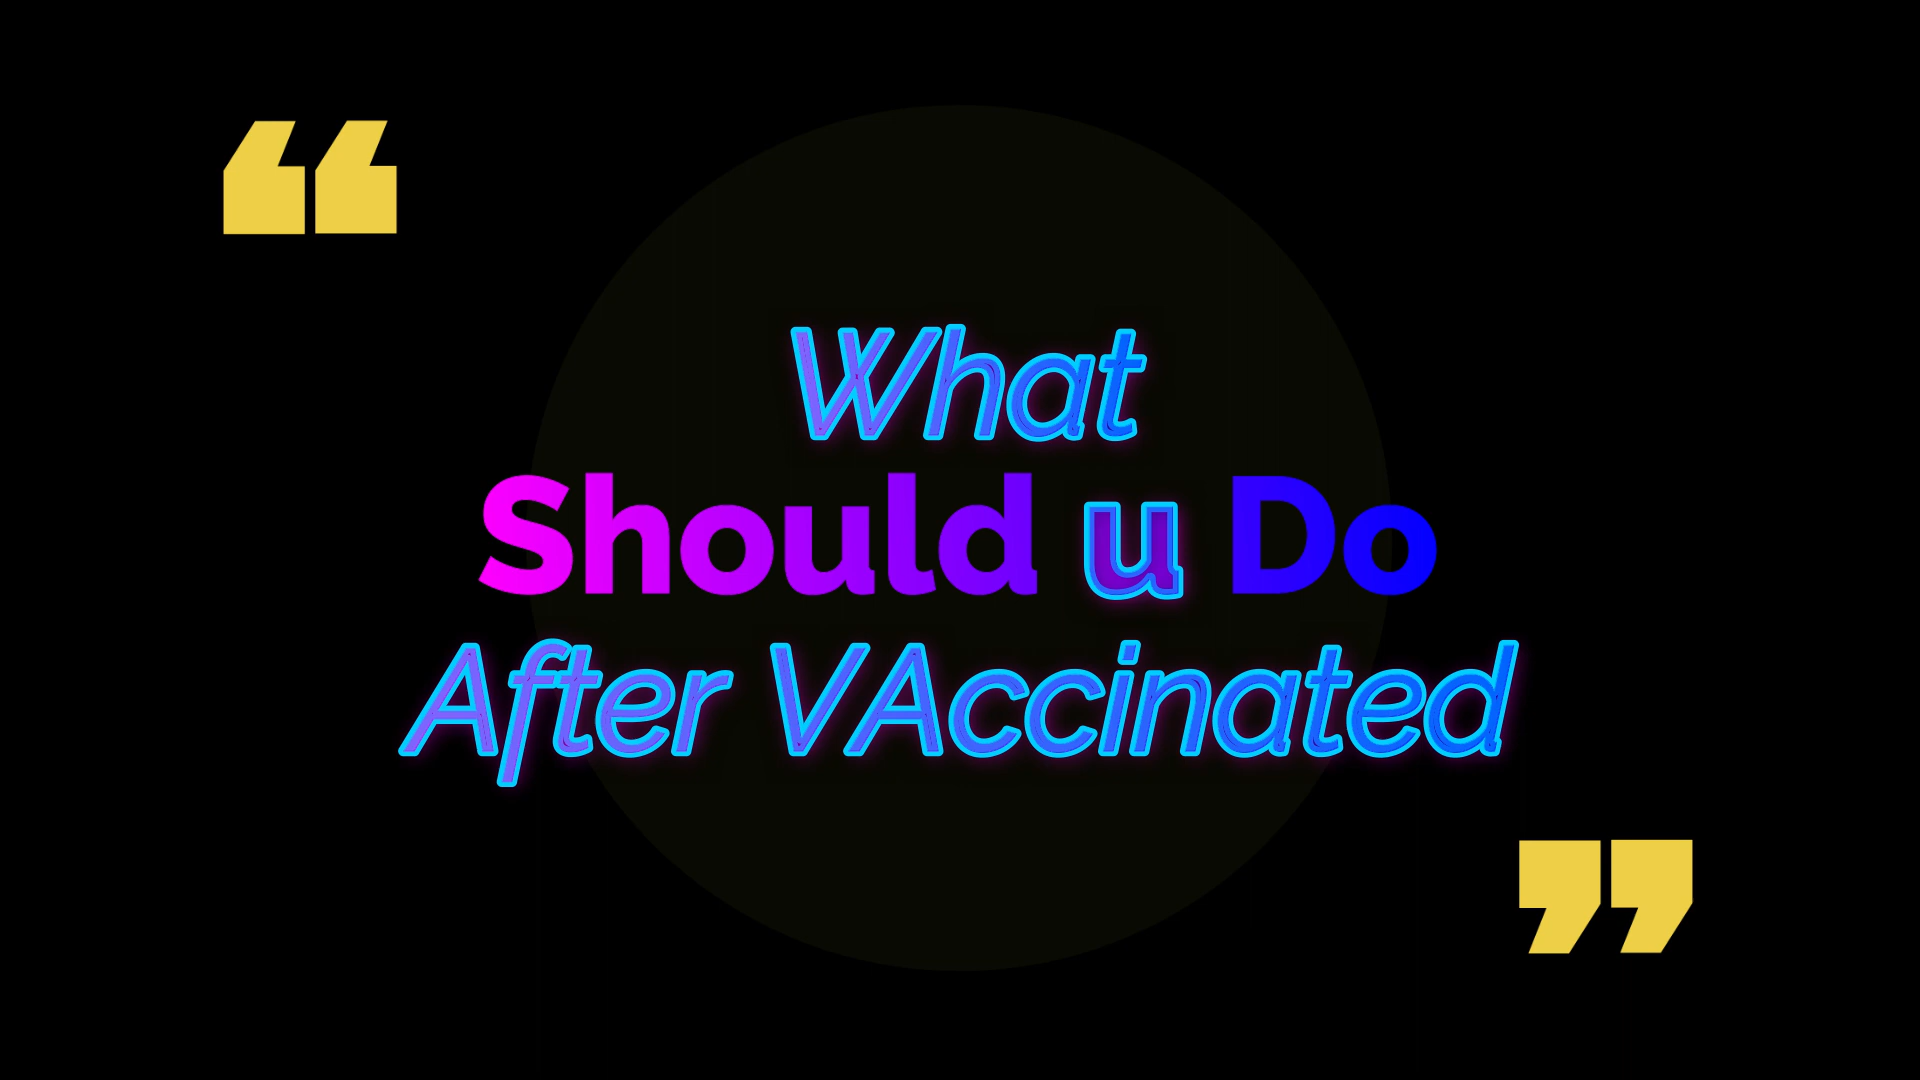 “
What
Should u Do
After VAccinated
”